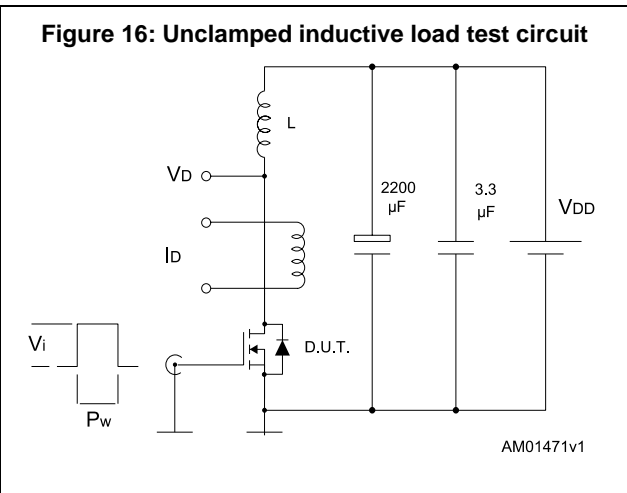 Figure 16: Unclamped inductive load test circuit
L
VD
2200
µF
3.3
µF
VDD
ID
Vi
D.U.T.
Pw
AM01471v1